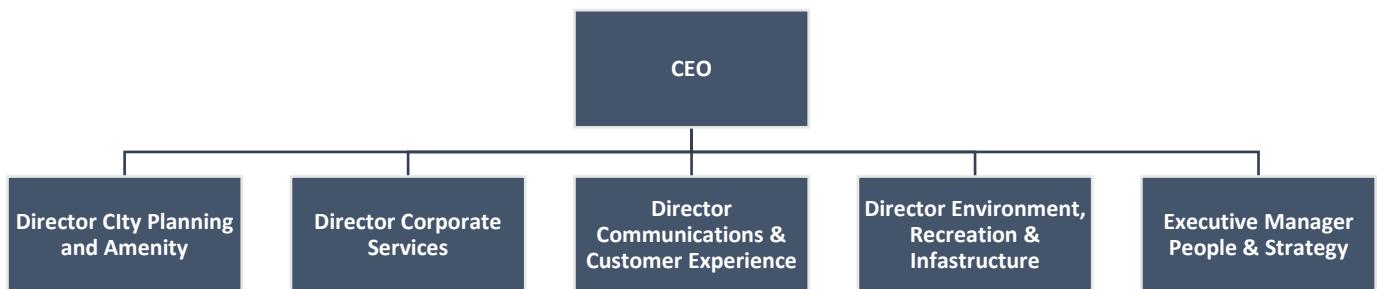 CEO
Director CIty Planning
and Amenity
Director Corporate
Services
Director
Communications &
Customer Experience
Director Environment,
Recreation &
Infastructure
Executive Manager
People & Strategy